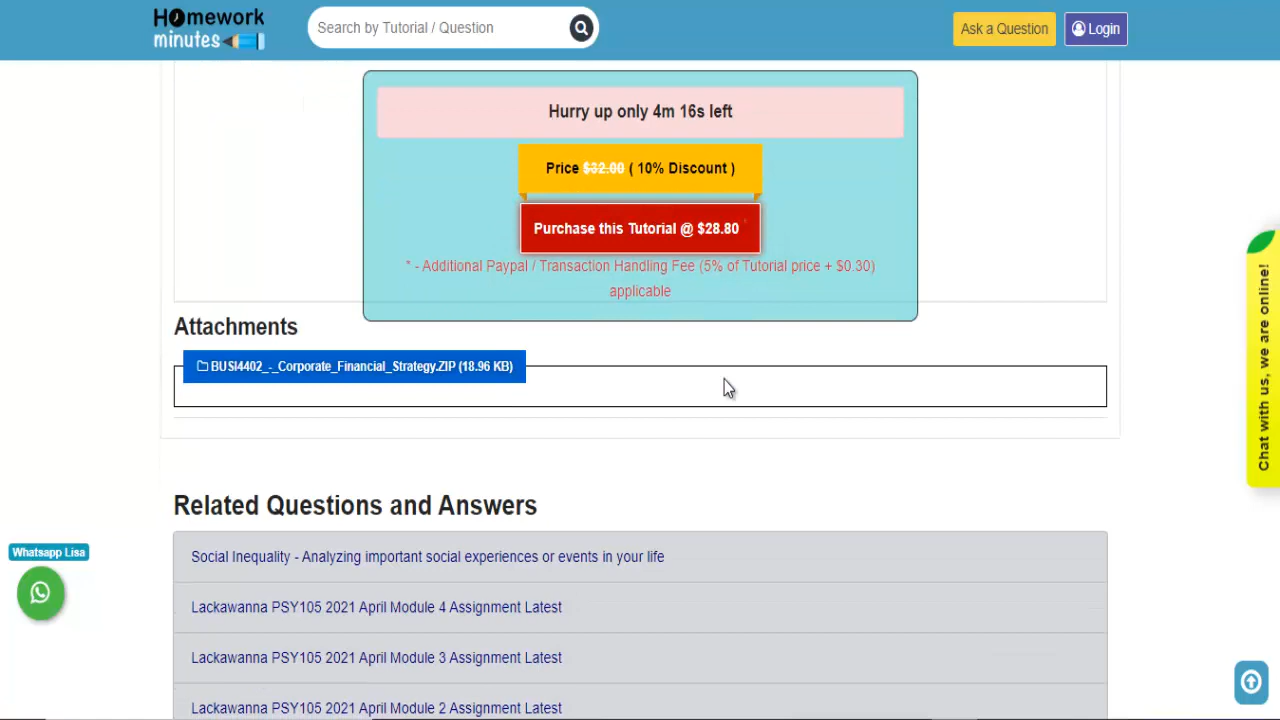 Homework
minutes
Search by Tutorial / Question
Ask a Question
Login
Hurry up only 4m 16s left
Price $32.00 ( 10% Discount )
Purchase this Tutorial @ $28.80 *
* - Additional Paypal / Transaction Handling Fee (5% of Tutorial price + $0.30)
applicable
Attachments
BUSI4402_-_Corporate_Financial_Strategy.ZIP (18.96 KB)
Chat with us, we are online!
Related Questions and Answers
Whatsapp Lisa
Social Inequality - Analyzing important social experiences or events in your life
Lackawanna PSY105 2021 April Module 4 Assignment Latest
Lackawanna PSY105 2021 April Module 3 Assignment Latest
Lackawanna PSY105 2021 April Module 2 Assignment Latest